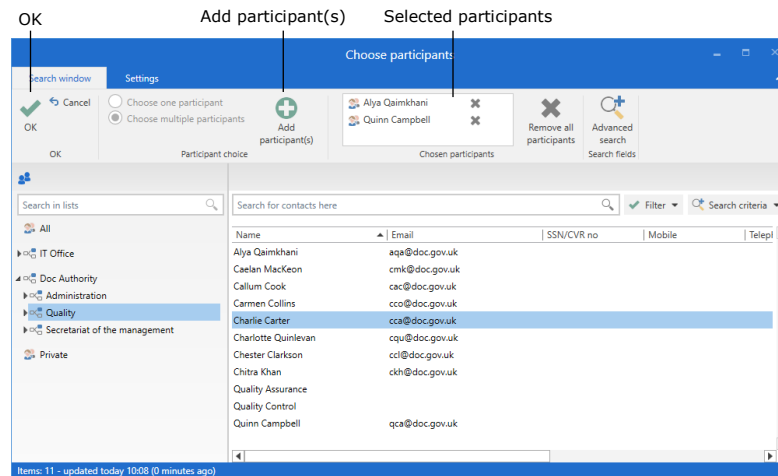 OK
Add participant(s)
Selected participants
Choose participants
Search window
Settings
OK
Cancel
Choose one participant
Choose multiple participants
Add
participant(s)
Alya Qaimkhani
Quinn Campbell
Remove all
participants
Advanced
search
OK
Participant choice
Chosen participants
Search fields
Search in lists
Search for contacts here
Filter
Search criteria
All
IT Office
Doc Authority
Administration
Quality
Secretariat of the management
Private
Name Email SSN/CVR no Mobile Teleph
Alya Qaimkhani aqa@doc.gov.uk
Caelan MacKeon cmk@doc.gov.uk
Callum Cook cac@doc.gov.uk
Carmen Collins cco@doc.gov.uk
Charlie Carter cca@doc.gov.uk
Charlotte Quinlevan cqu@doc.gov.uk
Chester Clarkson ccl@doc.gov.uk
Chitra Khan ckh@doc.gov.uk
Quality Assurance
Quality Control
Quinn Campbell qca@doc.gov.uk
Items: 11 - updated today 10:08 (0 minutes ago)